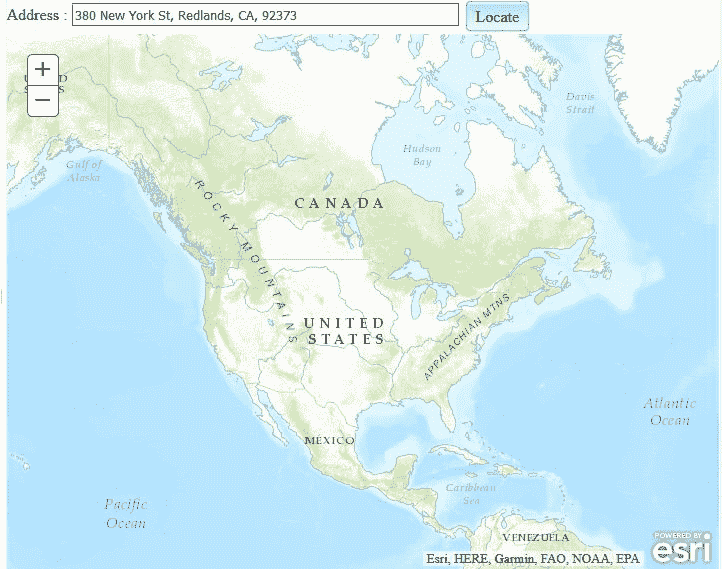 Address :
380 New York St, Redlands, CA, 92373
Locate
+
−
Davis
Strait
Hudson
Bay
Gulf of
Alaska
CANADA
ROCKY MOUNTAINS
UNITED
STATES
APPALACHIAN MTNS
Atlantic
Ocean
MÉXICO
Caribbean
Sea
Pacific
Ocean
VENEZUELA
POWERED BY
esri
Esri, HERE, Garmin, FAO, NOAA, EPA